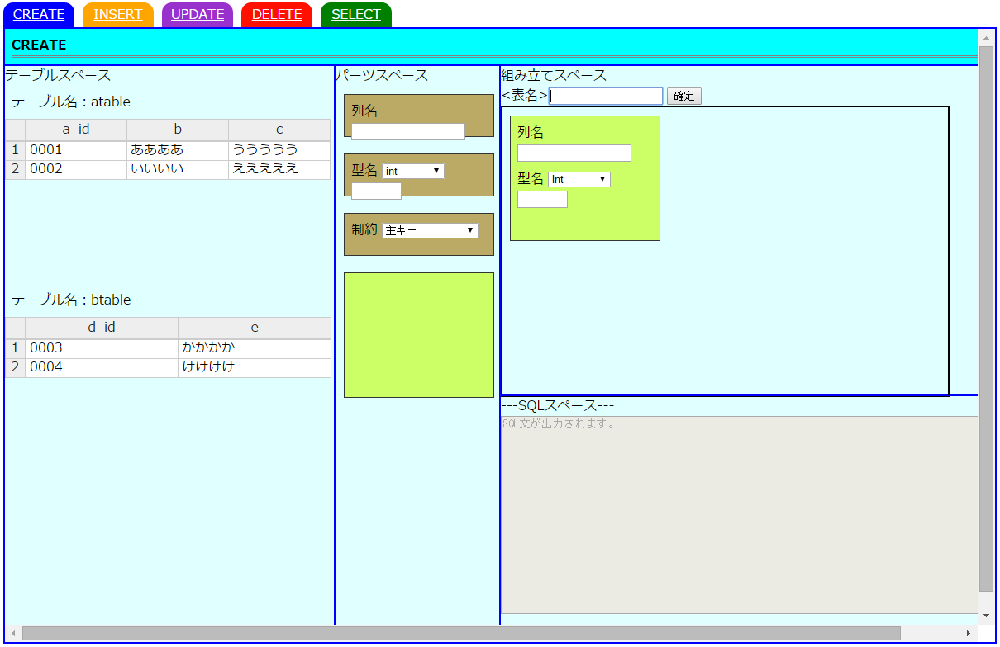 CREATE INSERT UPDATE DELETE SELECT
CREATE
テーブルスペース
テーブル名：atable
a_id b c
1 0001 ああああ ううううう
2 0002 いいいい えええええ
テーブル名：btable
d_id e
1 0003 かかかか
2 0004 けけけけ
パーツスペース
列名
型名 int
制約 主キー
組み立てスペース
<表名> 確定
列名
型名 int
---SQLスペース---
SQL文が出力されます。